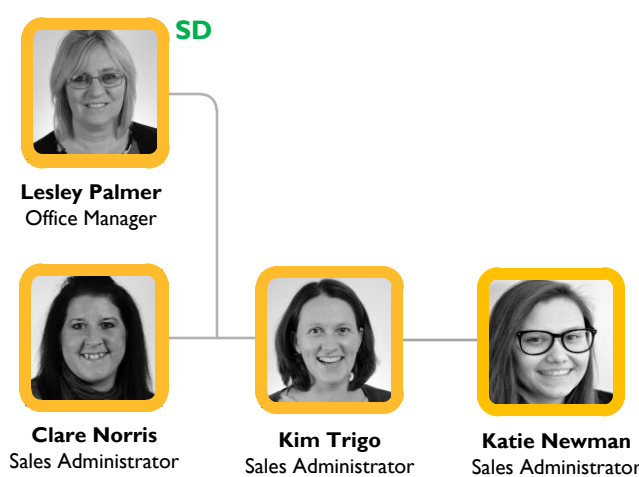 SD
Lesley Palmer
Office Manager
Clare Norris
Sales Administrator
Kim Trigo
Sales Administrator
Katie Newman
Sales Administrator